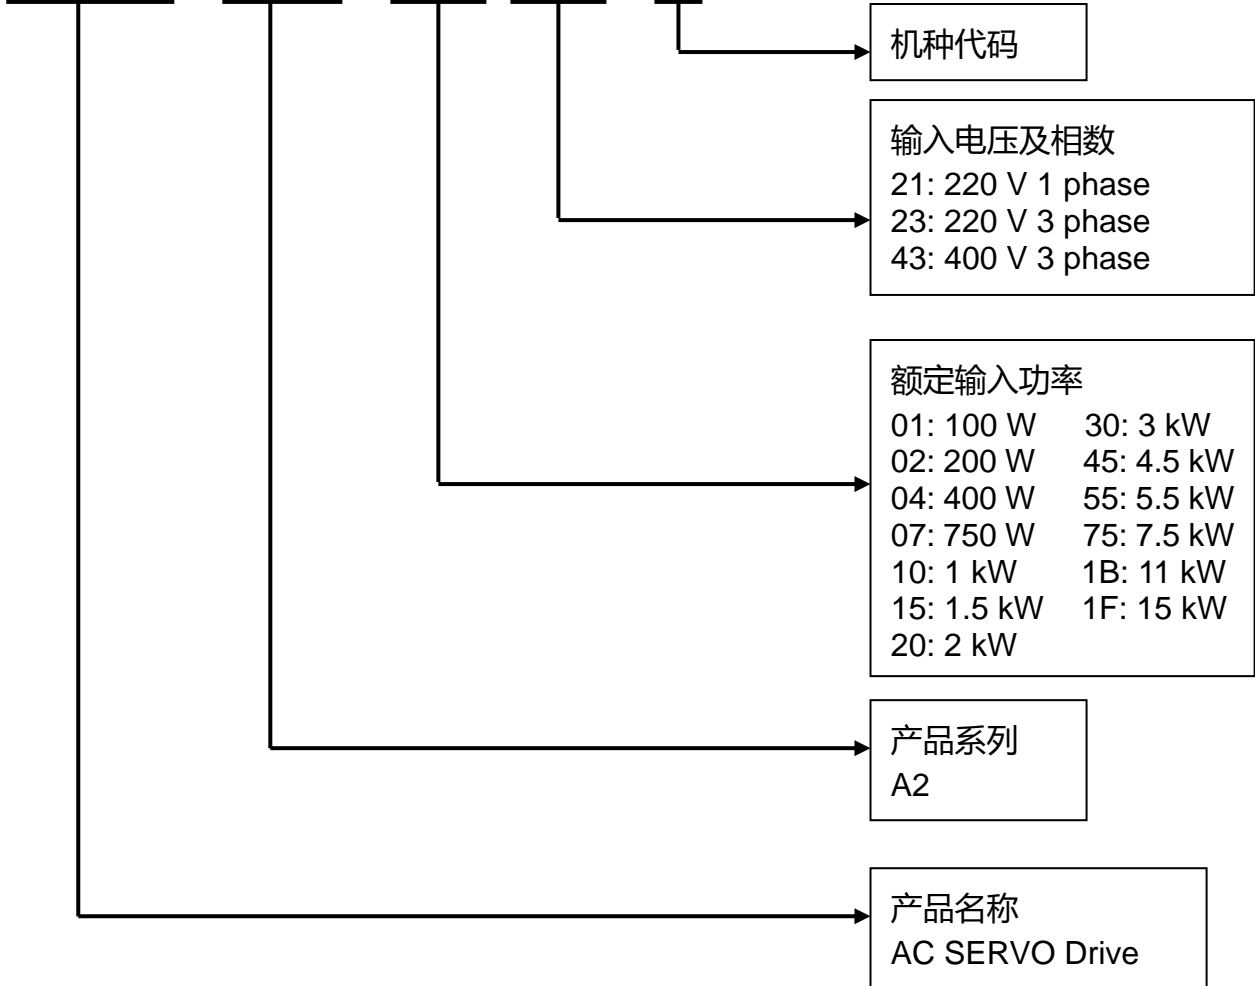 机种代码
输入电压及相数
21: 220 V 1 phase
23: 220 V 3 phase
43: 400 V 3 phase
额定输入功率
01: 100 W 30: 3 kW
02: 200 W 45: 4.5 kW
04: 400 W 55: 5.5 kW
07: 750 W 75: 7.5 kW
10: 1 kW 1B: 11 kW
15: 1.5 kW 1F: 15 kW
20: 2 kW
产品系列
A2
产品名称
AC SERVO Drive